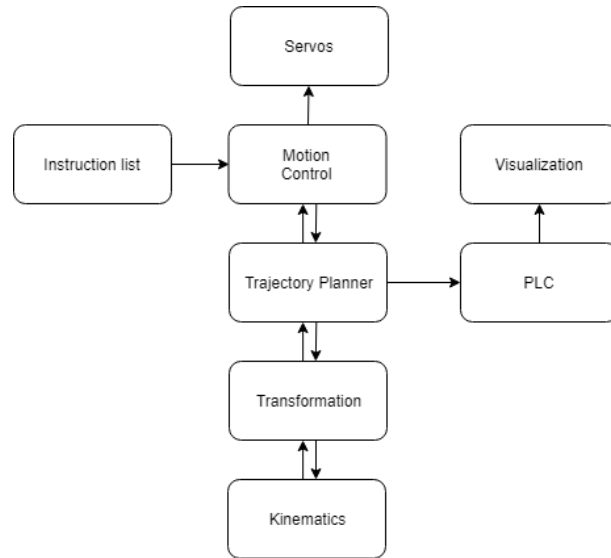 Servos
Instruction list
Motion
Control
Visualization
Trajectory Planner
PLC
Transformation
Kinematics